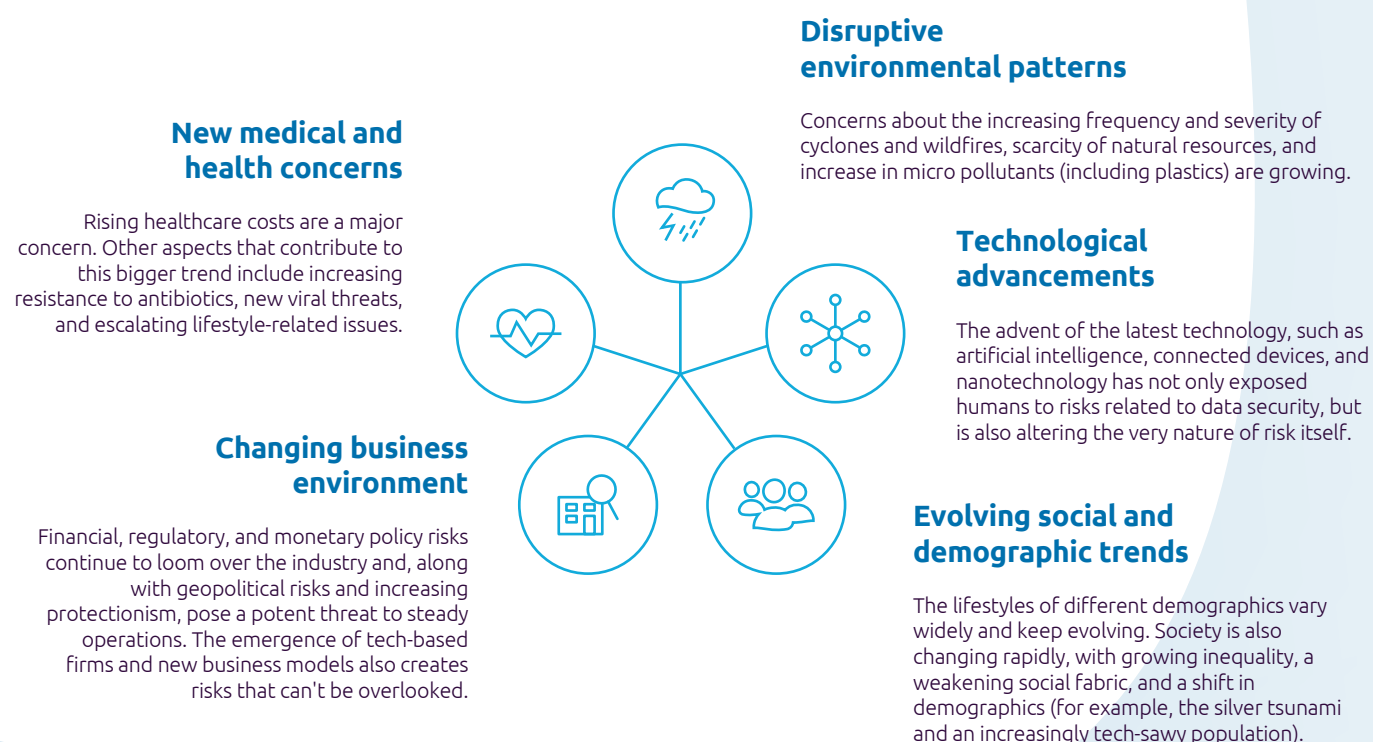 Disruptive
environmental patterns
Concerns about the increasing frequency and severity of
cyclones and wildfires, scarcity of natural resources, and
increase in micro pollutants (including plastics) are growing.
New medical and
health concerns
Rising healthcare costs are a major
concern. Other aspects that contribute to
this bigger trend include increasing
resistance to antibiotics, new viral threats,
and escalating lifestyle-related issues.
Technological
advancements
The advent of the latest technology, such as
artificial intelligence, connected devices, and
nanotechnology has not only exposed
humans to risks related to data security, but
is also altering the very nature of risk itself.
Changing business
environment
Financial, regulatory, and monetary policy risks
continue to loom over the industry and, along
with geopolitical risks and increasing
protectionism, pose a potent threat to steady
operations. The emergence of tech-based
firms and new business models also creates
risks that can't be overlooked.
Evolving social and
demographic trends
The lifestyles of different demographics vary
widely and keep evolving. Society is also
changing rapidly, with growing inequality, a
weakening social fabric, and a shift in
demographics (for example, the silver tsunami
and an increasingly tech-sawy population).